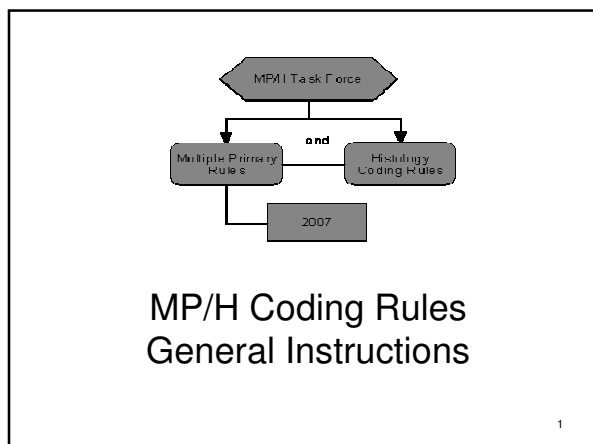 MP/H Task Force
and
Multiple Primary
Rules
Histology
Coding Rules
2007
MP/H Coding Rules
General Instructions
1